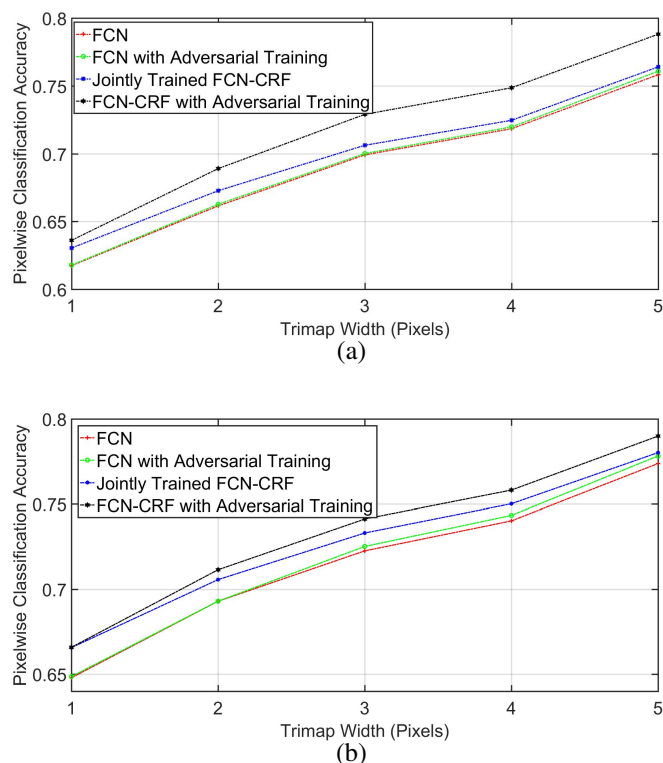 0.8
0.75
0.7
0.65
0.6
Pixelwise Classification Accuracy
FCN
FCN with Adversarial Training
Jointly Trained FCN-CRF
FCN-CRF with Adversarial Training
1 2 3 4 5
Trimap Width (Pixels)
(a)
0.8
0.75
0.7
0.65
Pixelwise Classification Accuracy
FCN
FCN with Adversarial Training
Jointly Trained FCN-CRF
FCN-CRF with Adversarial Training
1 2 3 4 5
Trimap Width (Pixels)
(b)